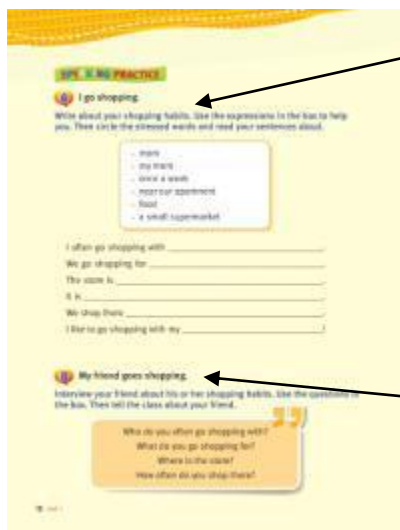 SPEAKING PRACTICE
A I go shopping.
Write about your shopping habits. Use the expressions in the box to help
you. Then circle the stressed words and read your sentences aloud.
- mom
- once a week
- near our apartment
- food
- a small supermarket
I often go shopping with
We go shopping for
The store is
It is
We shop there
I like to go shopping with my !
B My friend goes shopping.
Interview your friend about his or her shopping habits. Use the questions in
the box. Then tell the class about your friend.
Who do you often go shopping with?
What do you go shopping for?
Where is the store?
How often do you shop there?